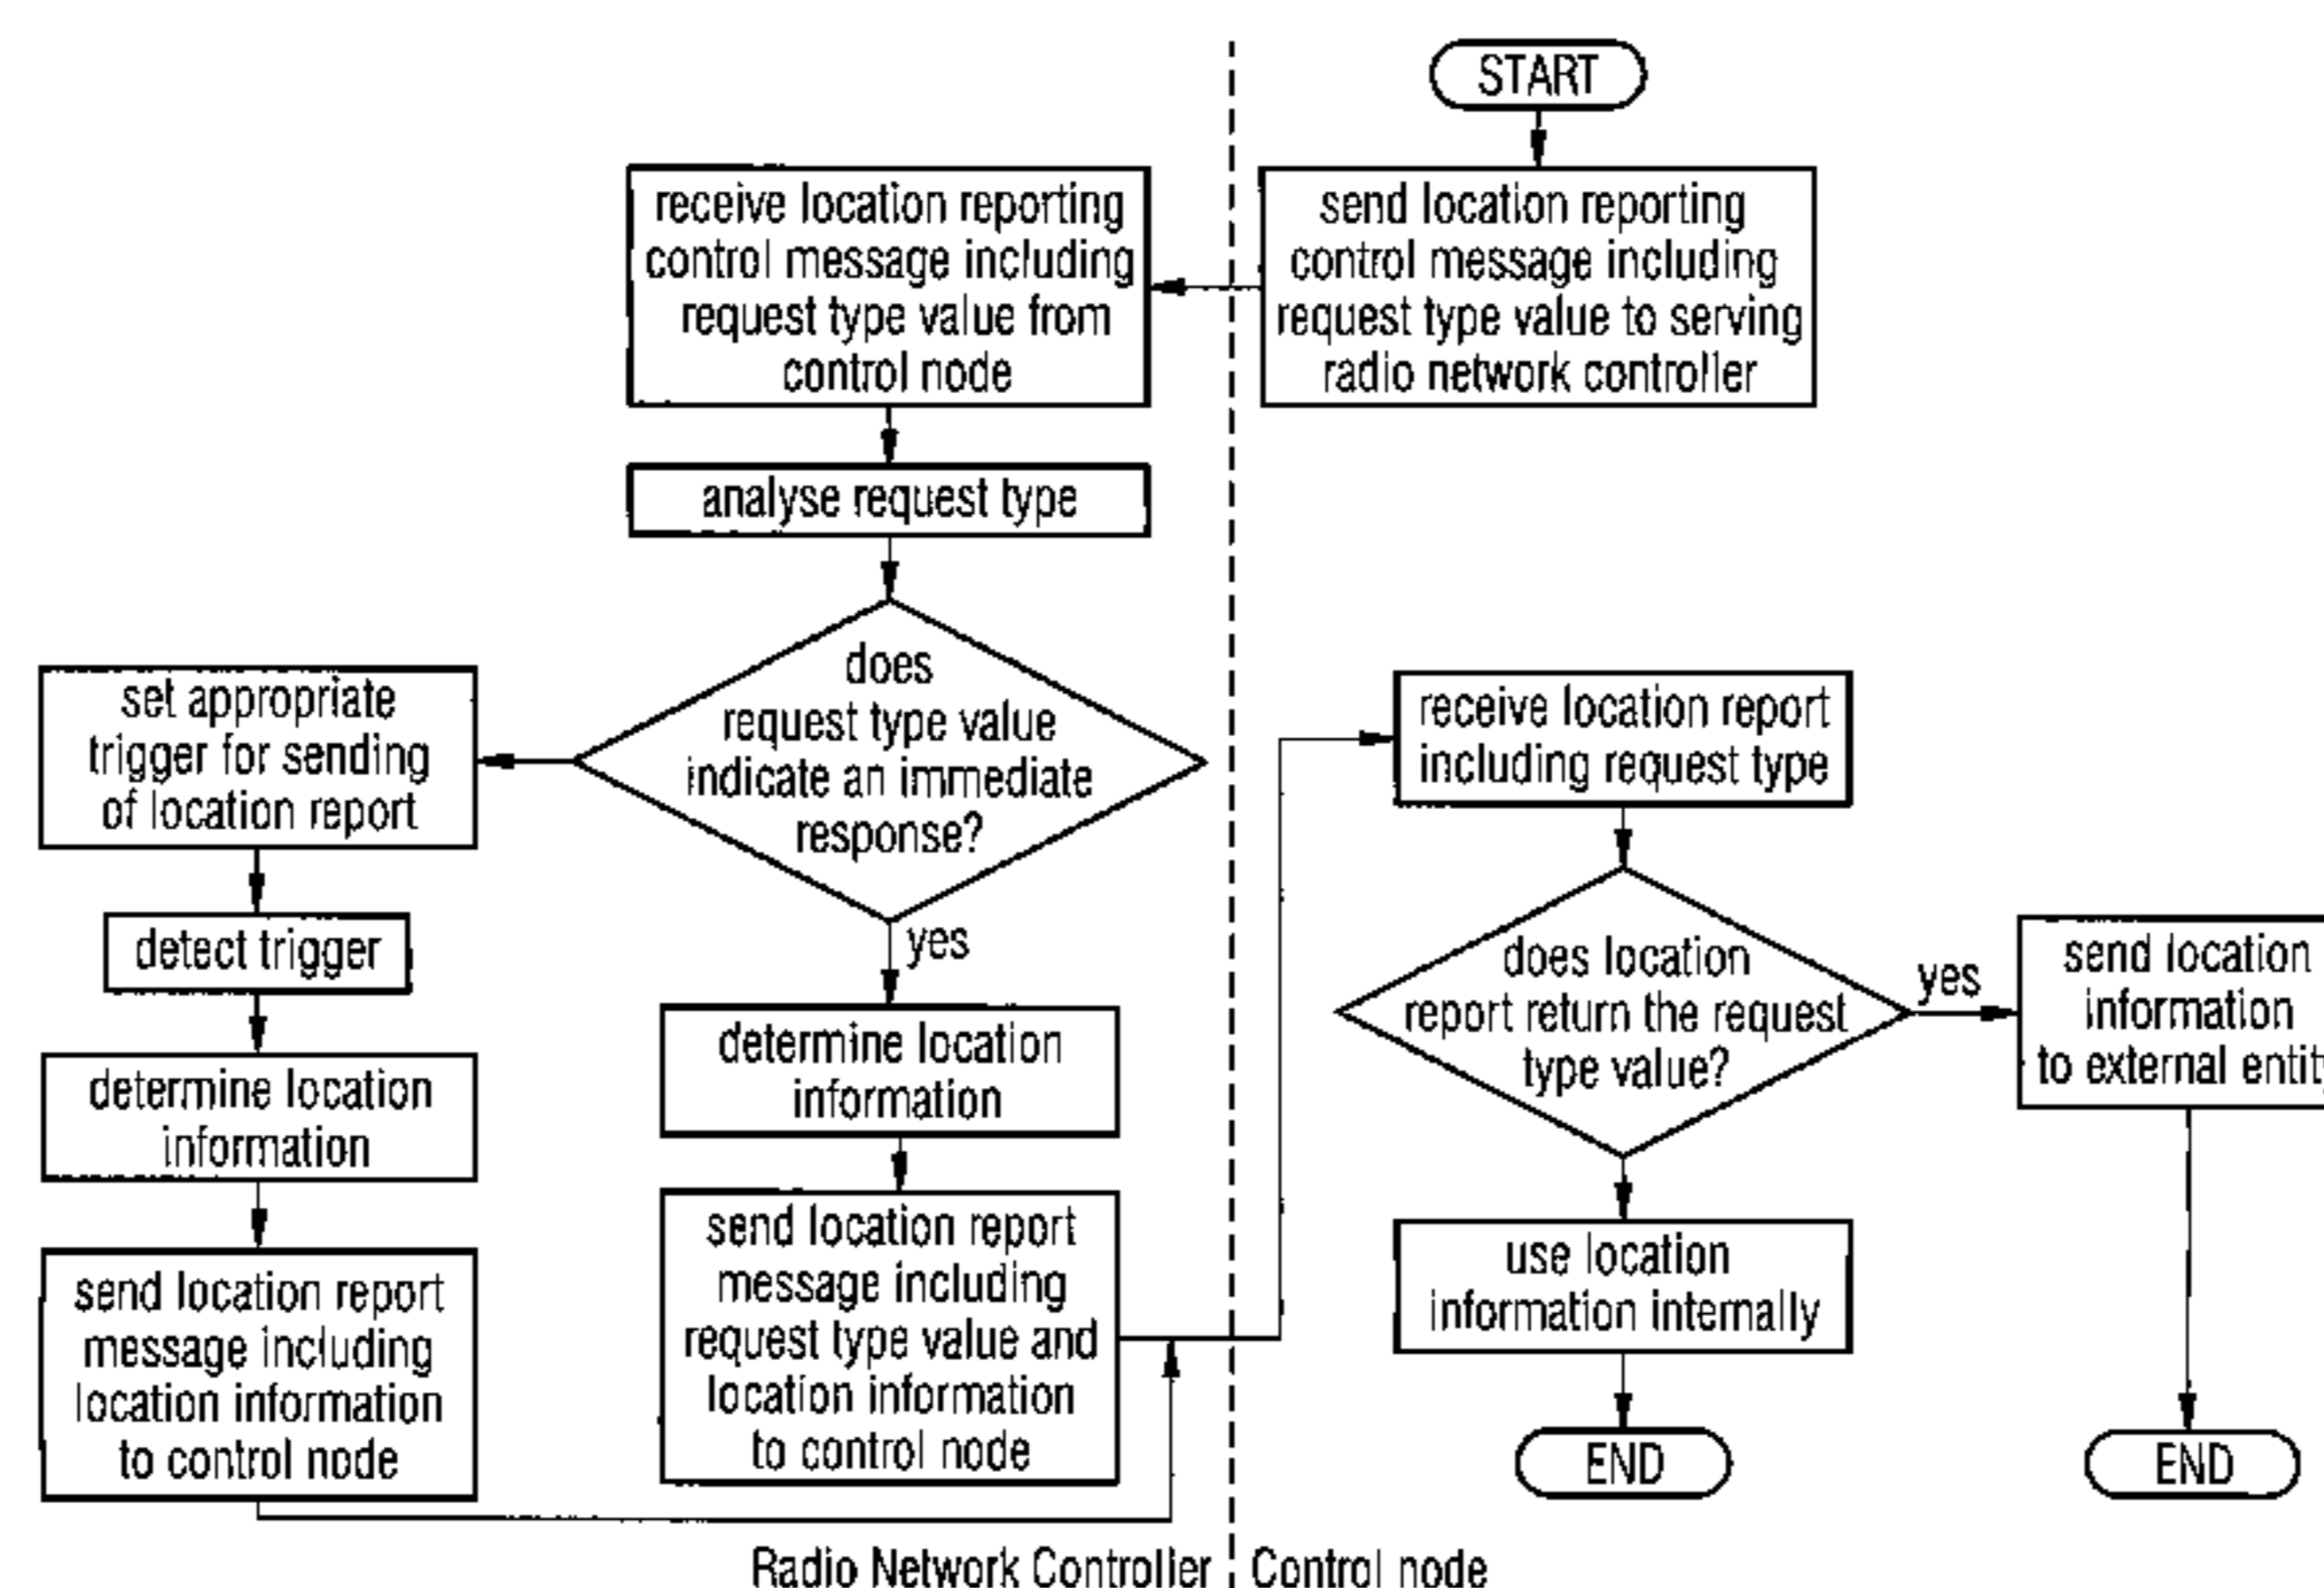 START
send location reporting
control message including
request type value to serving
radio network controller
receive location reporting
control message including
request type value from
control node
analyse request type
does
request type value
indicate an immediate
response?
yes
set appropriate
trigger for sending
of location report
detect trigger
determine location
information
send location report
message including
location information
to control node
determine location
information
send location report
message including
request type value and
location information
to control node
receive location report
including request type
does location
report return the request
type value?
yes
send location
information
to external entity
use location
information internally
END
END
Radio Network Controller
Control node